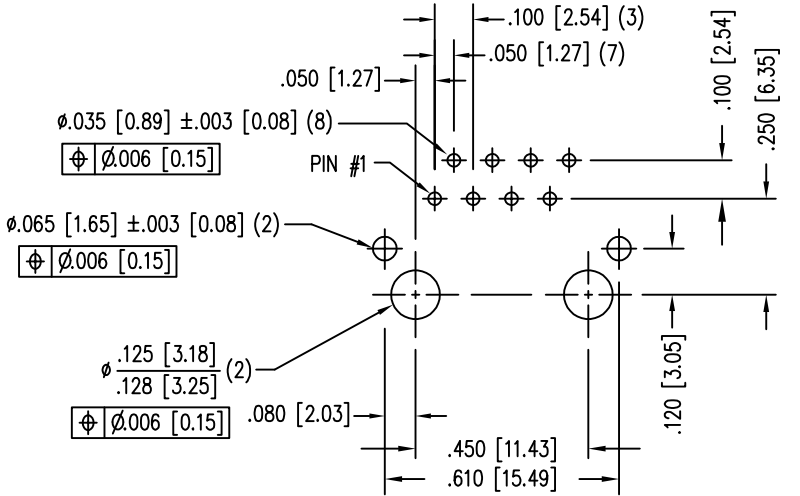 .100 [2.54] (3)
.050 [1.27] (7)
.050 [1.27]
.100 [2.54]
.250 [6.35]
⌀.035 [0.89] ±.003 [0.08] (8)
⌖ ⌀.006 [0.15]
PIN #1
⌀.065 [1.65] ±.003 [0.08] (2)
⌖ ⌀.006 [0.15]
⌀ .125 [3.18]
.128 [3.25] (2)
⌖ ⌀.006 [0.15]
.080 [2.03]
.120 [3.05]
.450 [11.43]
.610 [15.49]